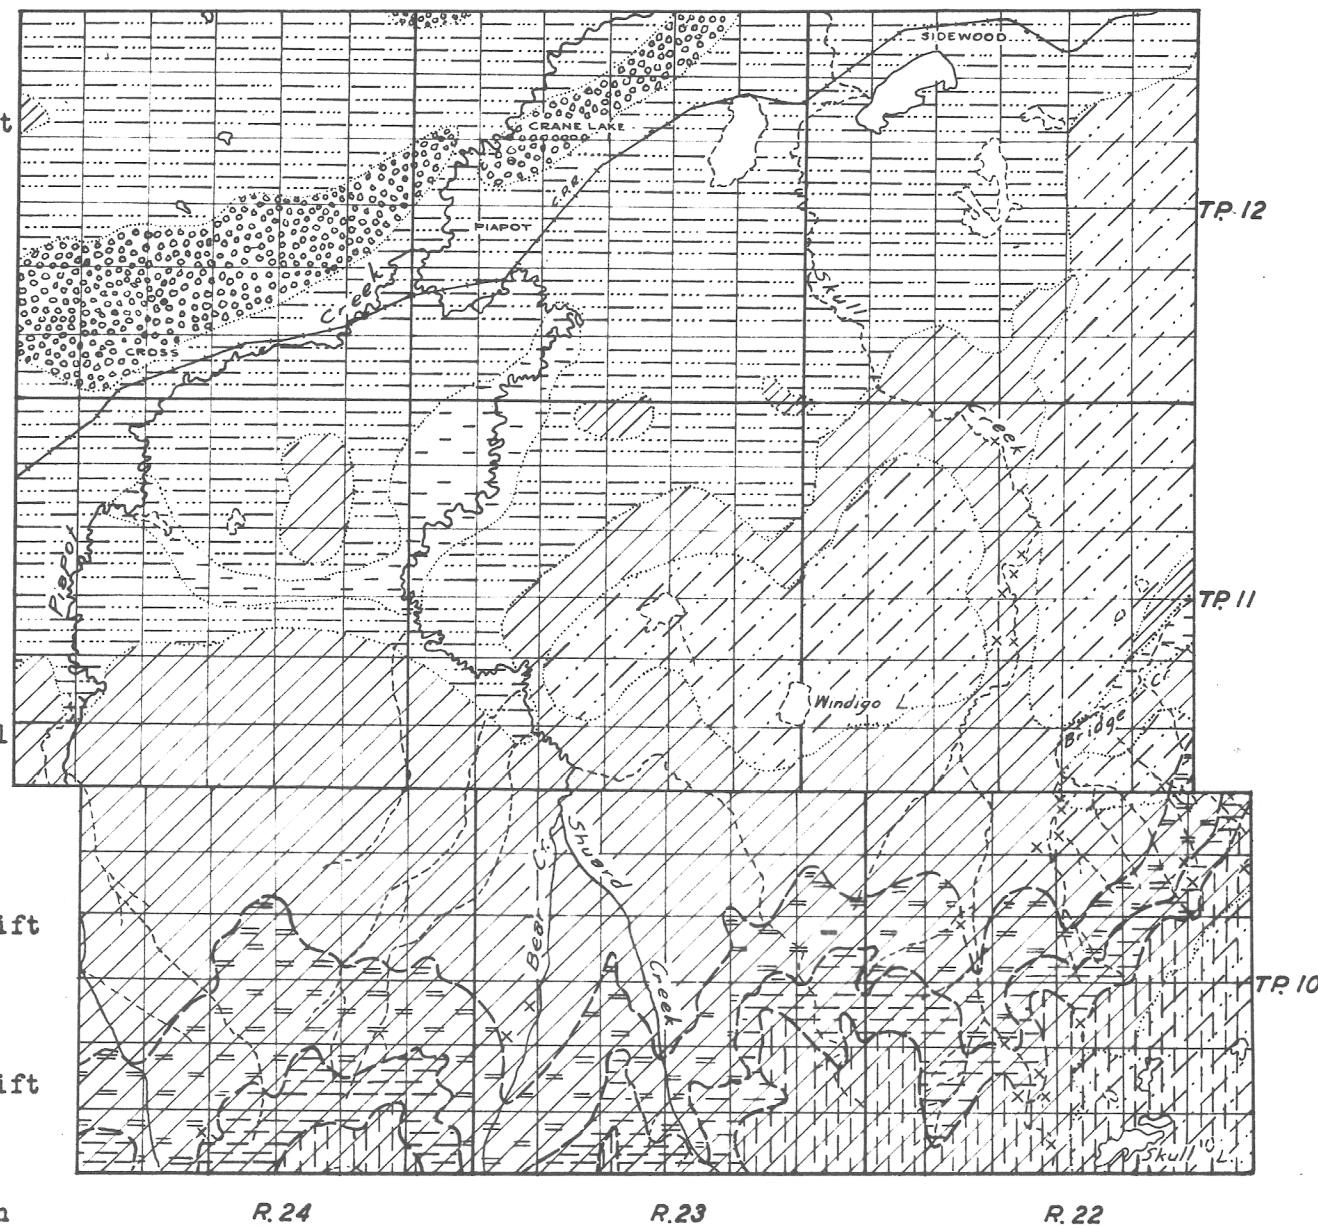 SIDEWOOD
t
CRANE LAKE
C.P.R.
TP. 12
PIAPOT
Creek
Skull
CROSS
Creek
Piapot
TP. 11
Cr.
Windigo L
Bridge
l
Shuard
Bear Cr.
ift
Creek
TP. 10
ift
Skull L.
n
R. 24
R. 23
R. 22